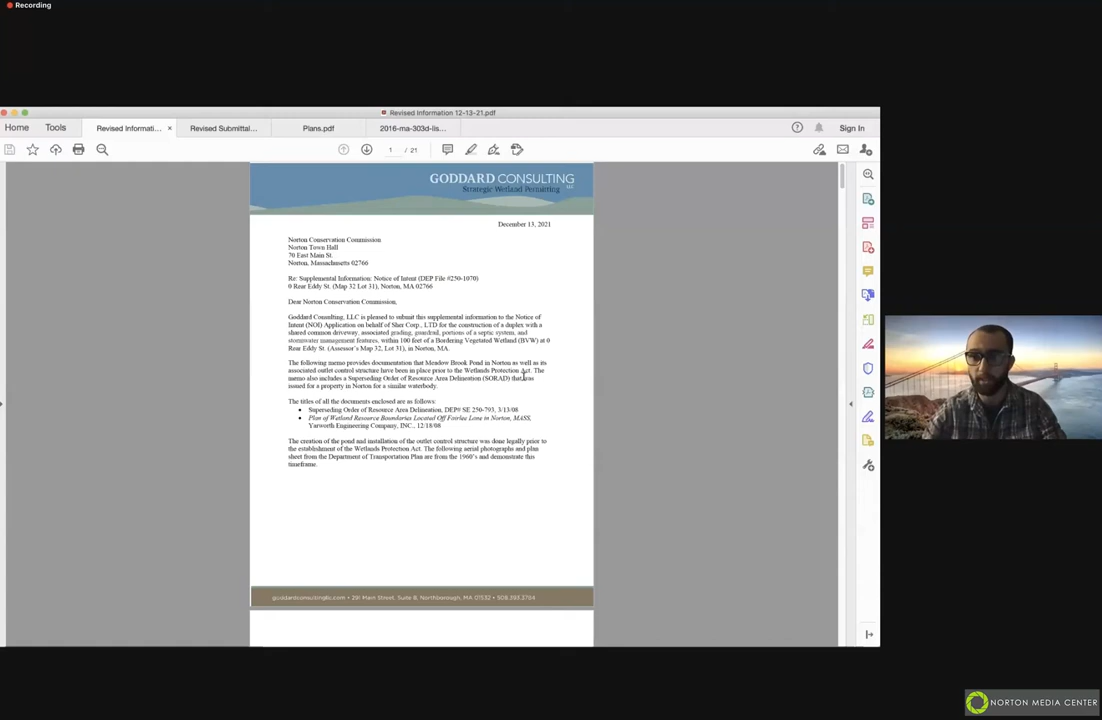 Recording
Revised Information 12-13-21.pdf
Home Tools Revised Informati... × Revised Submittal... Plans.pdf 2016-ma-303d-lis... Sign In
1 / 21
GODDARD CONSULTING LLC
Strategic Wetland Permitting
December 13, 2021
Norton Conservation Commission
Norton Town Hall
70 East Main St.
Norton, Massachusetts 02766
Re: Supplemental Information: Notice of Intent (DEP File #250-1070)
0 Rear Eddy St. (Map 32 Lot 31), Norton, MA 02766
Dear Norton Conservation Commission,
Goddard Consulting, LLC is pleased to submit this supplemental information to the Notice of
Intent (NOI) Application on behalf of Sher Corp., LTD for the construction of a duplex with a
shared common driveway, associated grading, guardrail, portions of a septic system, and
stormwater management features, within 100 feet of a Bordering Vegetated Wetland (BVW) at 0
Rear Eddy St. (Assessor's Map 32, Lot 31), in Norton, MA.
The following memo provides documentation that Meadow Brook Pond in Norton as well as its
associated outlet control structure have been in place prior to the Wetlands Protection Act. The
memo also includes a Superseding Order of Resource Area Delineation (SORAD) that was
issued for a property in Norton for a similar waterbody.
The titles of all the documents enclosed are as follows:
• Superseding Order of Resource Area Delineation, DEP# SE 250-793, 3/13/08
• Plan of Wetland Resource Boundaries Located Off Fairlee Lane in Norton, MASS,
Yarworth Engineering Company, INC., 12/18/08
The creation of the pond and installation of the outlet control structure was done legally prior to
the establishment of the Wetlands Protection Act. The following aerial photographs and plan
sheet from the Department of Transportation Plan are from the 1960's and demonstrate this
timeframe.
goddardconsultingllc.com • 291 Main Street, Suite 8, Northborough, MA 01532 • 508.393.3784
NORTON MEDIA CENTER